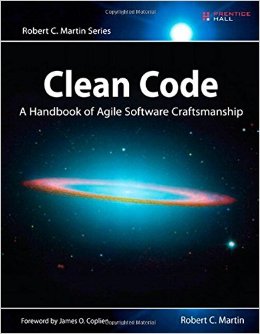 Robert C. Martin Series
PRENTICE
HALL
Clean Code
A Handbook of Agile Software Craftsmanship
Foreword by James O. Coplien
Robert C. Martin